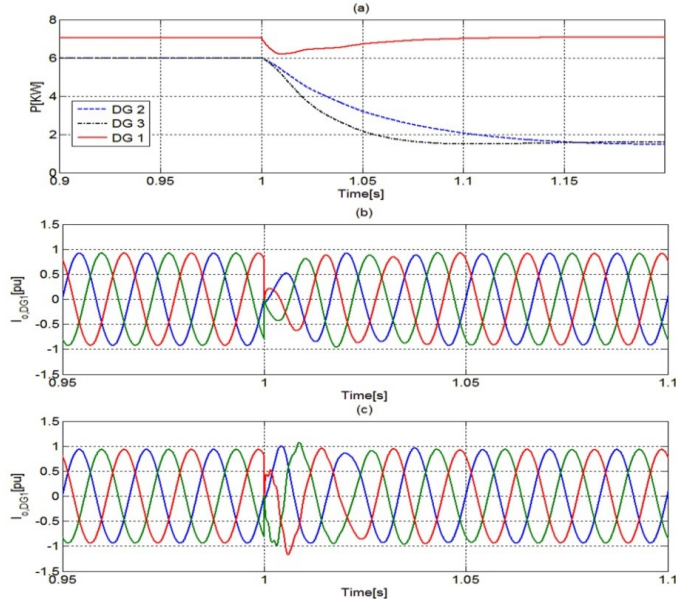 (a)
P[KW]
8
6
4
2
0
DG 2
DG 3
DG 1
0.9 0.95 1 1.05 1.1 1.15
Time[s]
(b)
I0,DG1[pu]
1.5
1
0.5
0
-0.5
-1
-1.5
0.95 1 1.05 1.1
Time[s]
(c)
I0,DG1[pu]
1.5
1
0.5
0
-0.5
-1
-1.5
0.95 1 1.05 1.1
Time[s]